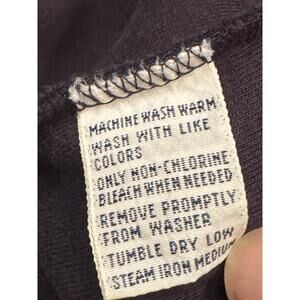 MACHINE WASH WARM
WASH WITH LIKE
COLORS
ONLY NON-CHLORINE
BLEACH WHEN NEEDED
REMOVE PROMPTLY
FROM WASHER
TUMBLE DRY LOW
STEAM IRON MEDIUM